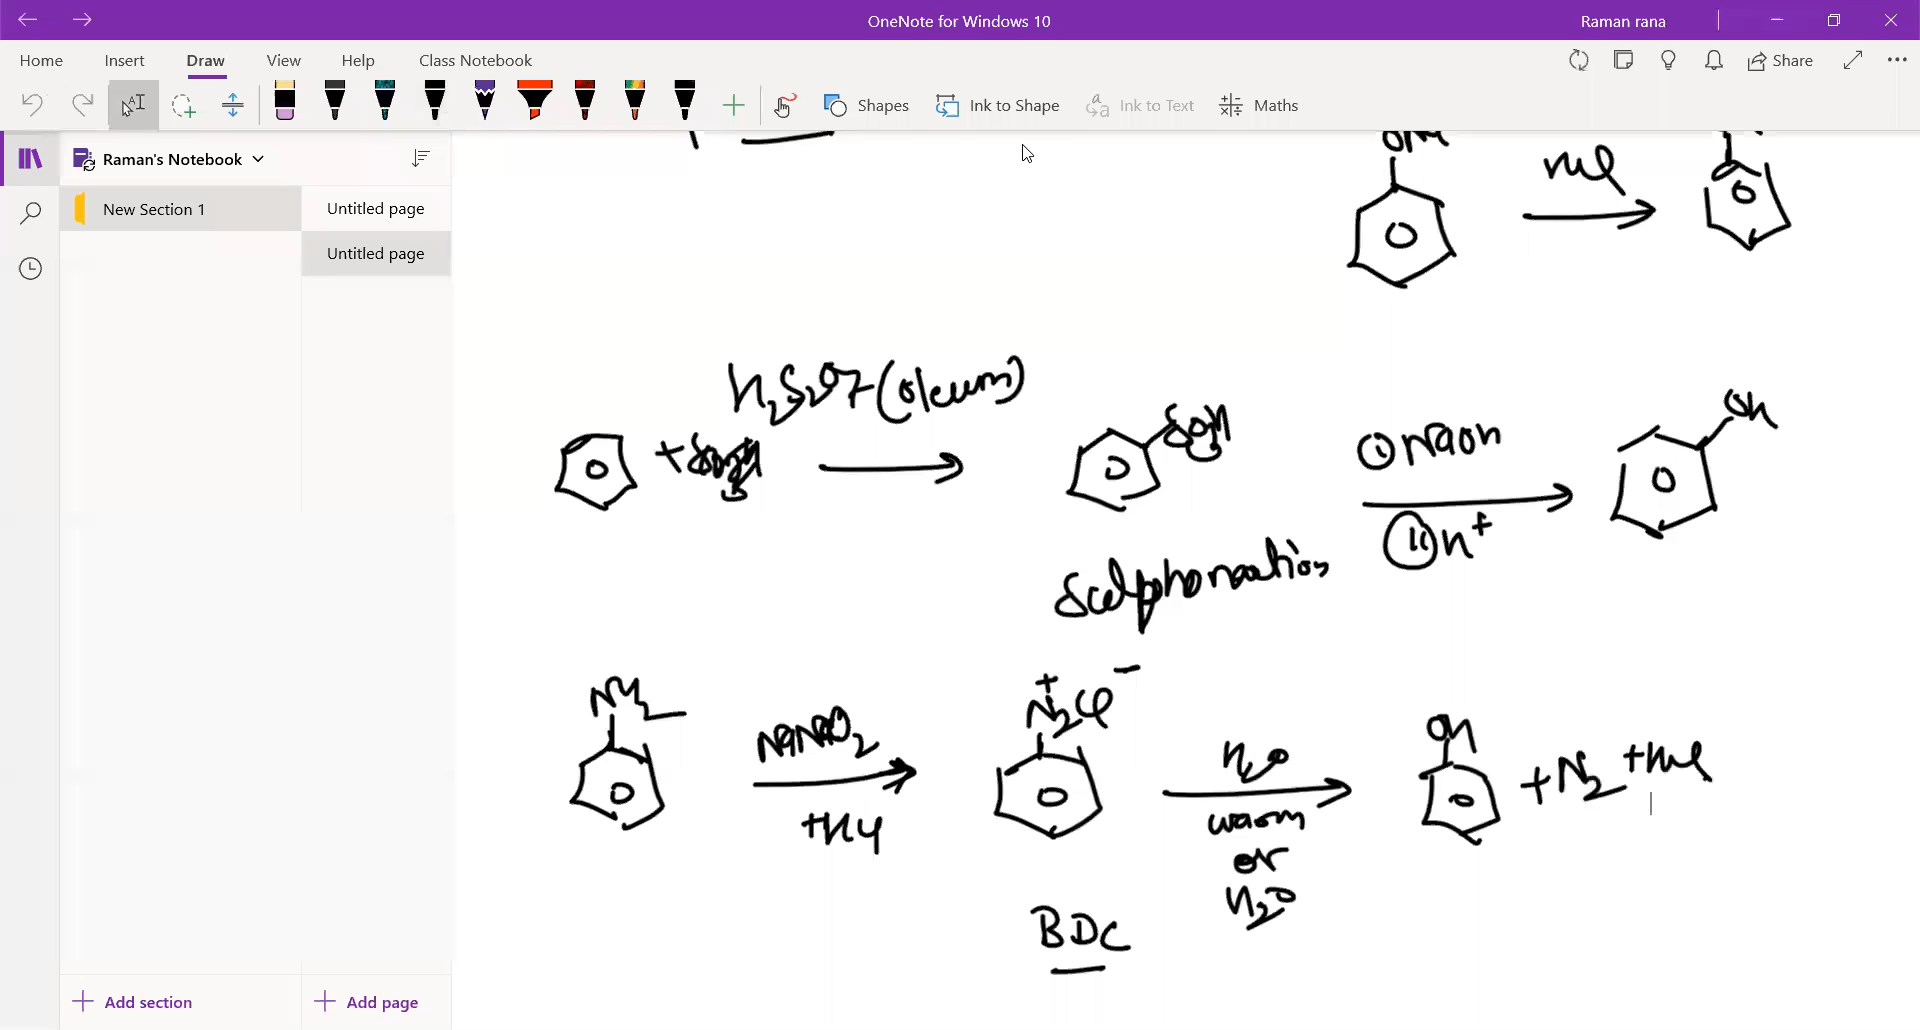 OneNote for Windows 10
Raman rana
Home Insert Draw View Help Class Notebook
Share
Shapes Ink to Shape Ink to Text Maths
Raman's Notebook
New Section 1
Untitled page
Untitled page
HCl
H2S2O7 (oleum)
+
SO3H
① NaOH
OH
ⅱ H+
Sulphonation
NH2
NaNO2
+HCl
+
N2Cl −
H2O
warm
or
H2O
OH
+ N2 + HCl
BDC
Add section
Add page